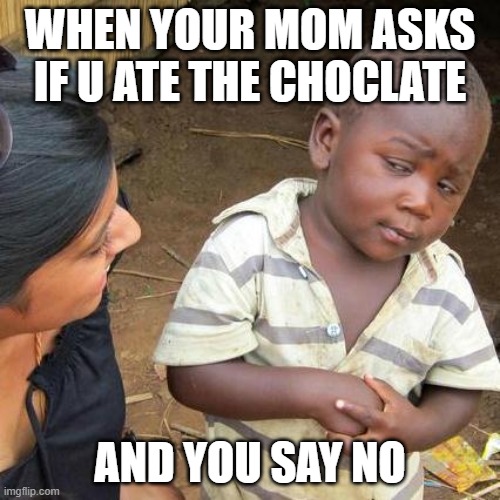 WHEN YOUR MOM ASKS
IF U ATE THE CHOCLATE
AND YOU SAY NO
imgflip.com